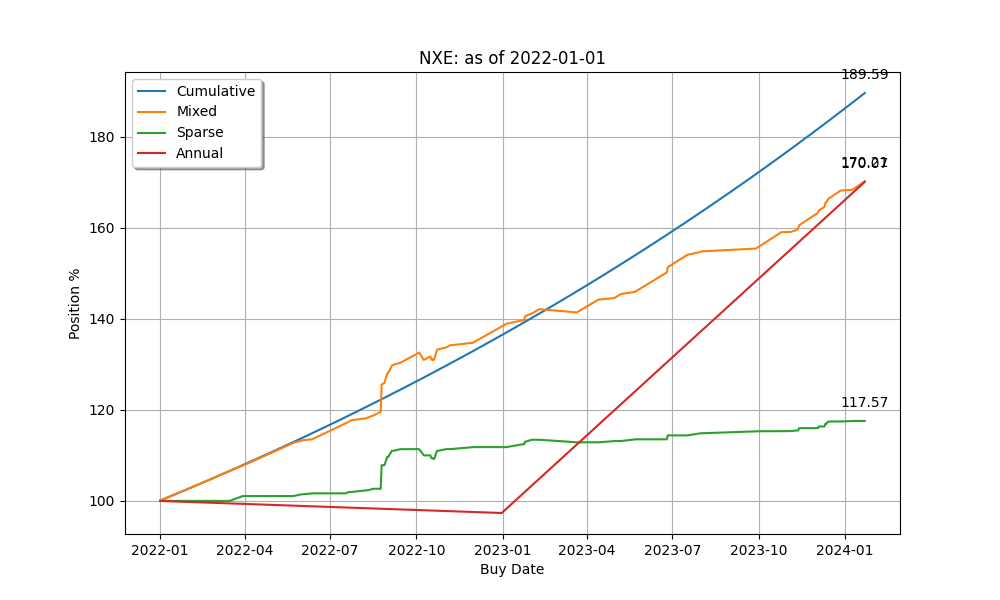 NXE: as of 2022-01-01
189.59
Cumulative
Mixed
Sparse
Annual
180
160
140
120
100
117.57
Position %
2022-01
2022-04
2022-07
2022-10
2023-01
2023-04
2023-07
2023-10
2024-01
Buy Date